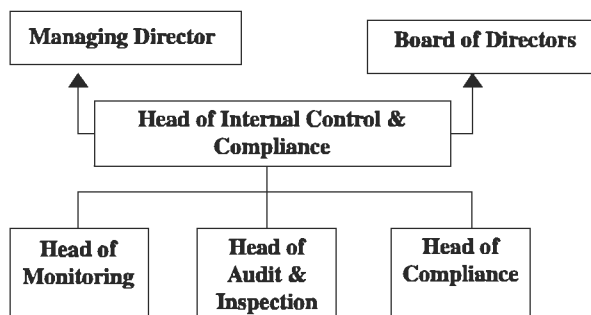 Managing Director
Board of Directors
Head of Internal Control &
Compliance
Head of
Monitoring
Head of
Audit &
Inspection
Head of
Compliance